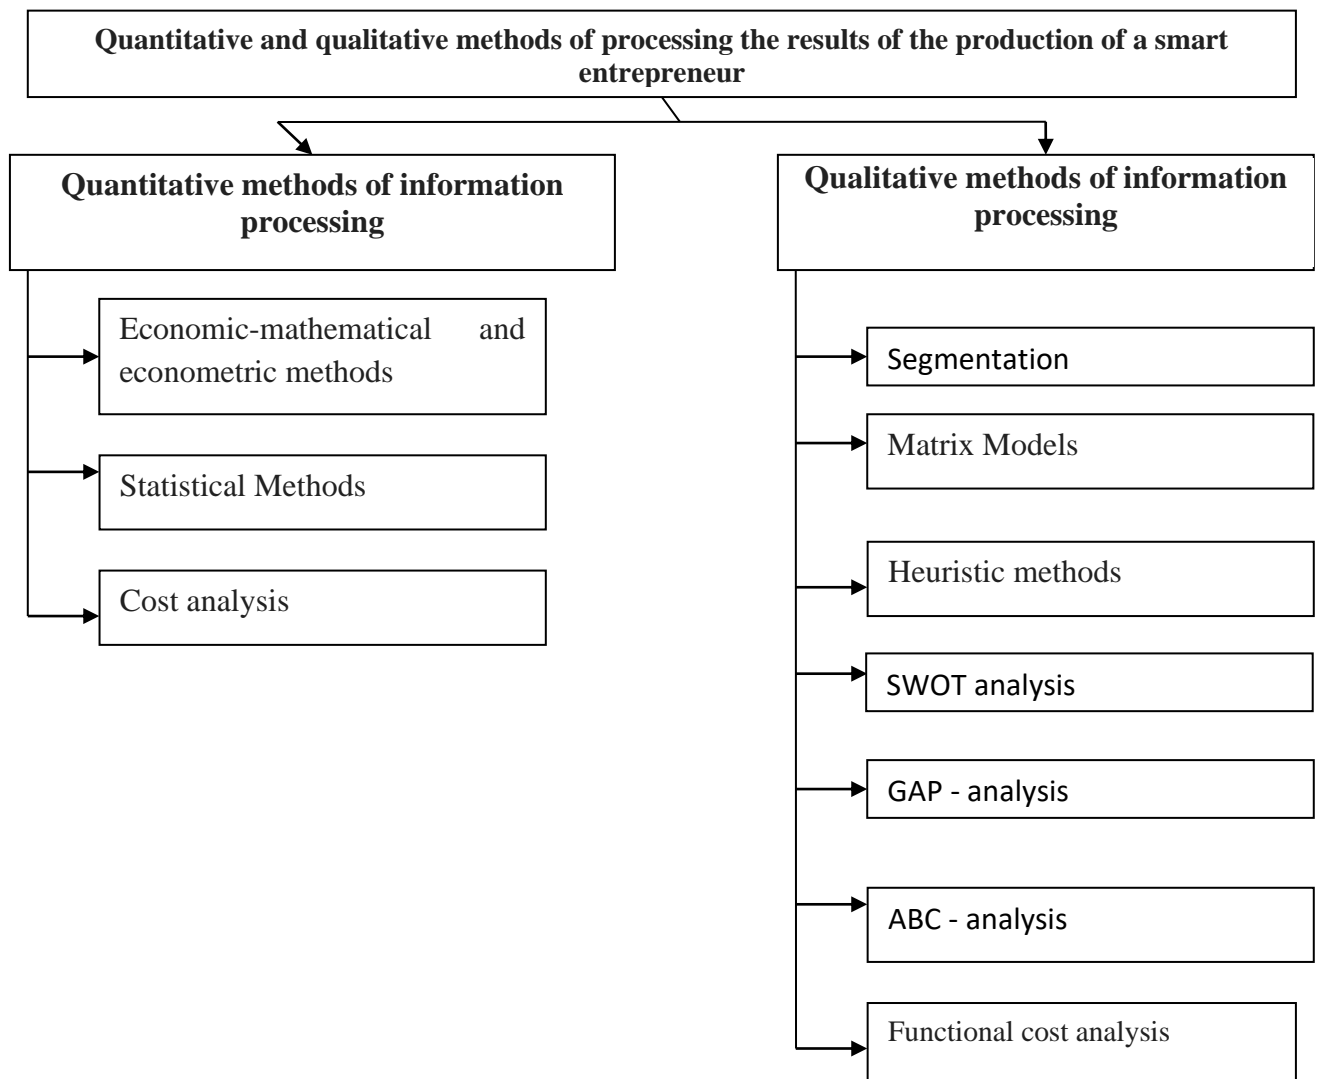 Quantitative and qualitative methods of processing the results of the production of a smart
entrepreneur
Quantitative methods of information
processing
Economic-mathematical and
econometric methods
Statistical Methods
Cost analysis
Qualitative methods of information
processing
Segmentation
Matrix Models
Heuristic methods
SWOT analysis
GAP - analysis
ABC - analysis
Functional cost analysis